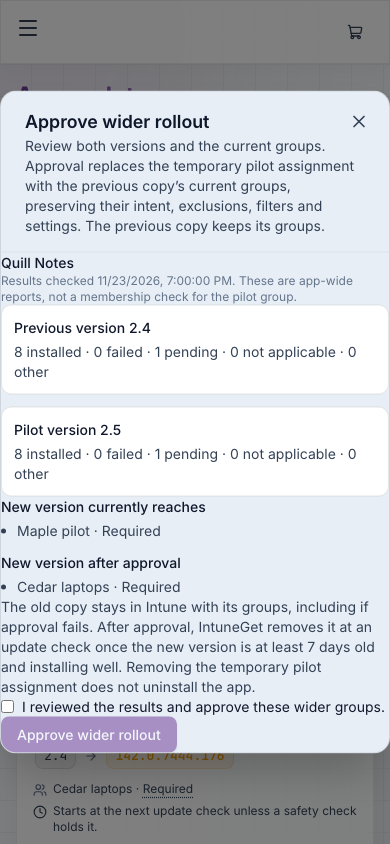 Approve wider rollout
Review both versions and the current groups.
Approval replaces the temporary pilot assignment
with the previous copy’s current groups,
preserving their intent, exclusions, filters and
settings. The previous copy keeps its groups.
Quill Notes
Results checked 11/23/2026, 7:00:00 PM. These are app-wide
reports, not a membership check for the pilot group.
Previous version 2.4
8 installed · 0 failed · 1 pending · 0 not applicable · 0
other
Pilot version 2.5
8 installed · 0 failed · 1 pending · 0 not applicable · 0
other
New version currently reaches
• Maple pilot · Required
New version after approval
• Cedar laptops · Required
The old copy stays in Intune with its groups, including if
approval fails. After approval, IntuneGet removes it at an
update check once the new version is at least 7 days old
and installing well. Removing the temporary pilot
assignment does not uninstall the app.
I reviewed the results and approve these wider groups.
Approve wider rollout
2.4 → 142.0.7444.176
Cedar laptops · Required
Starts at the next update check unless a safety check
holds it.